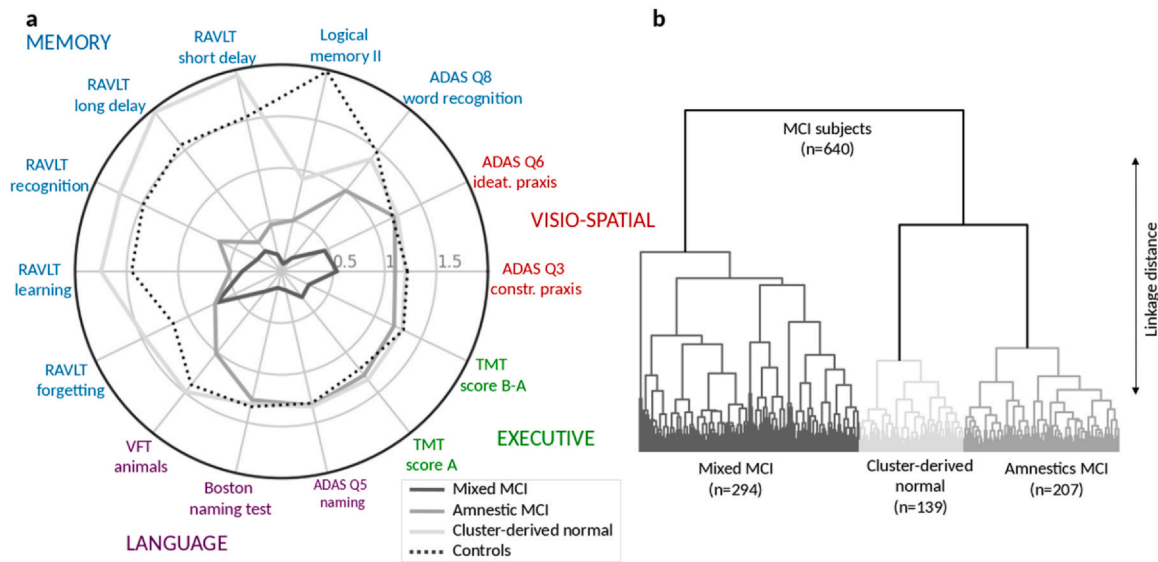 a
MEMORY
RAVLT
short delay
Logical
memory II
RAVLT
long delay
ADAS Q8
word recognition
RAVLT
recognition
ADAS Q6
ideat. praxis
VISIO-SPATIAL
RAVLT
learning
0.5
1
1.5
ADAS Q3
constr. praxis
RAVLT
forgetting
TMT
score B-A
EXECUTIVE
VFT
animals
TMT
score A
Boston
naming test
ADAS Q5
naming
LANGUAGE
Mixed MCI
Amnestic MCI
Cluster-derived normal
Controls
b
MCI subjects
(n=640)
Linkage distance
Mixed MCI
(n=294)
Cluster-derived
normal
(n=139)
Amnestics MCI
(n=207)